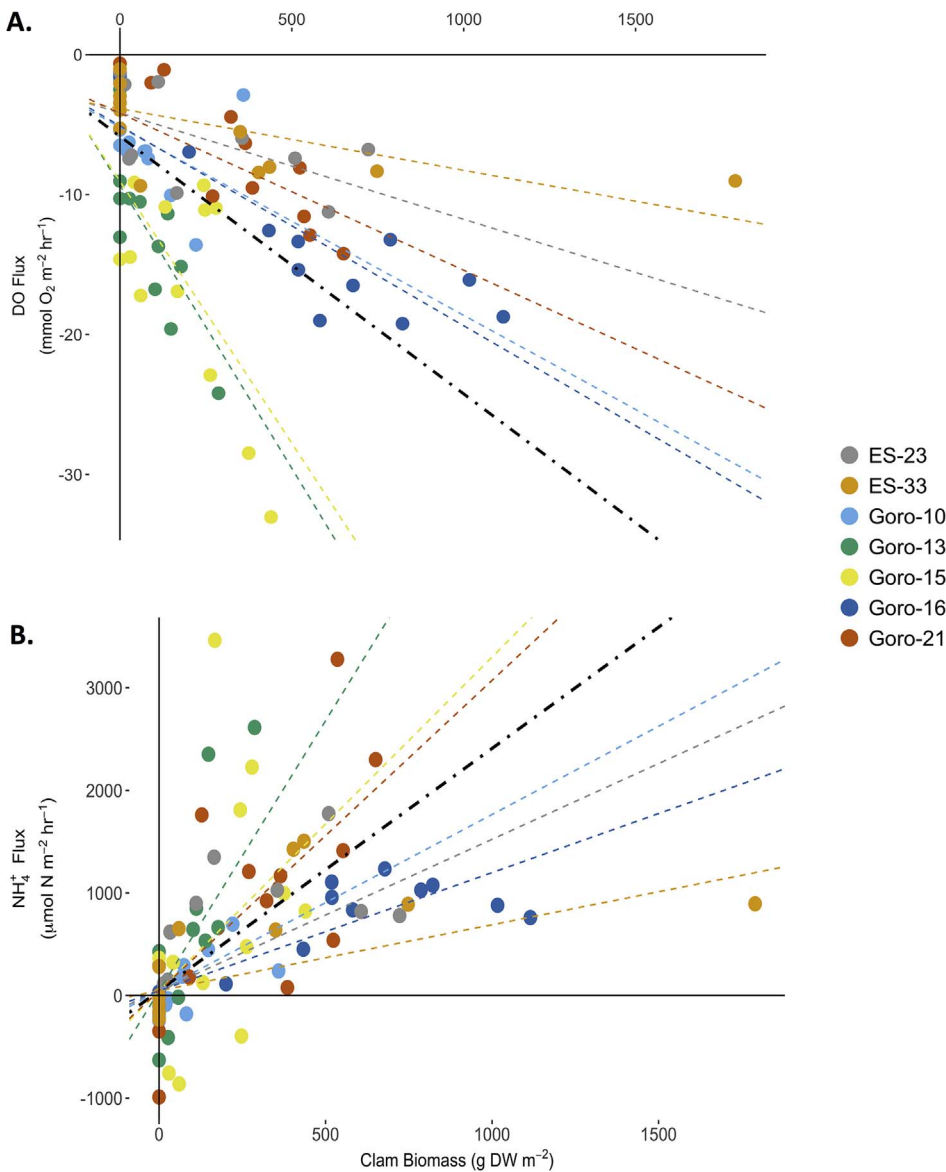 A.
0 500 1000 1500
0
-10
-20
-30
DO Flux
(mmol O₂ m⁻² hr⁻¹)
ES-23
ES-33
Goro-10
Goro-13
Goro-15
Goro-16
Goro-21
B.
3000
2000
1000
0
-1000
NH₄⁺ Flux
(μmol N m⁻² hr⁻¹)
0 500 1000 1500
Clam Biomass (g DW m⁻²)